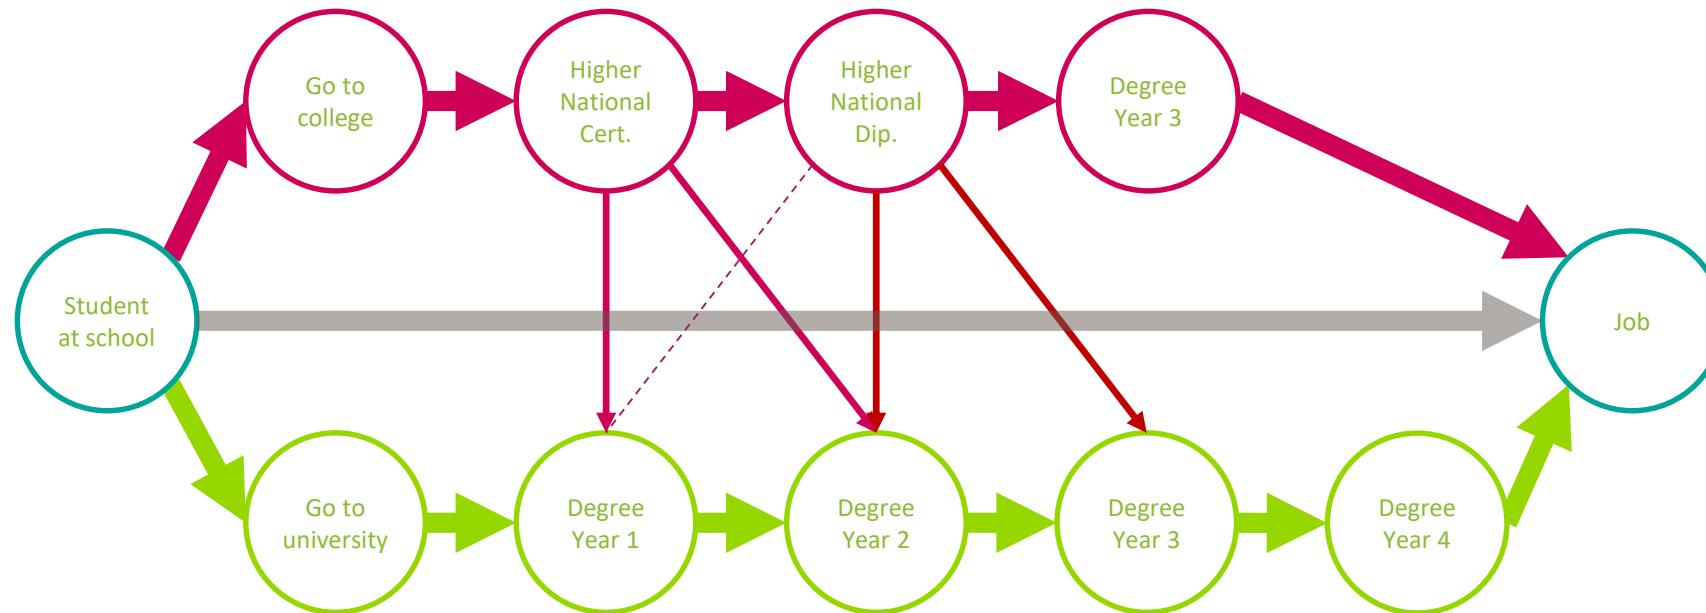 Go to
college
Higher
National
Cert.
Higher
National
Dip.
Degree
Year 3
Student
at school
Job
Go to
university
Degree
Year 1
Degree
Year 2
Degree
Year 3
Degree
Year 4